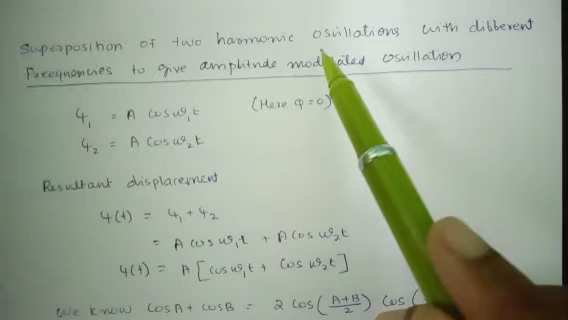 Superposition of two harmonic oscillations with different
Frequencies to give amplitude modulated oscillation
ψ₁ = A cos ω₁t (Here φ=0)
ψ₂ = A cos ω₂t
Resultant displacement
ψ(t) = ψ₁ + ψ₂
= A cos ω₁t + A cos ω₂t
ψ(t) = A [cos ω₁t + cos ω₂t]
We know cosA + cosB = 2 cos(A+B/2) cos(